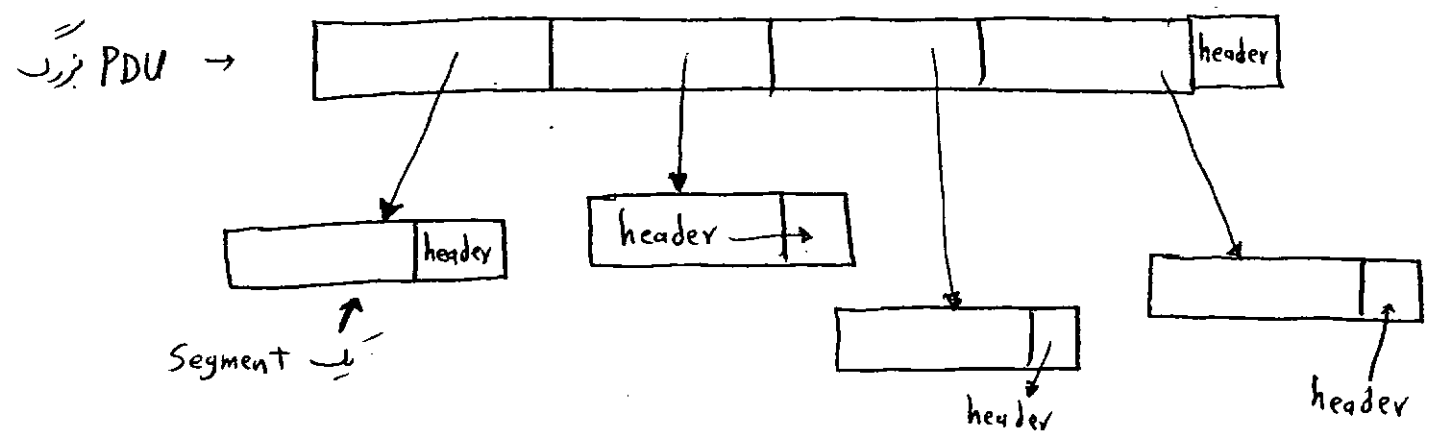 PDU بزرگ →
header
header
header
header
header
یک Segment